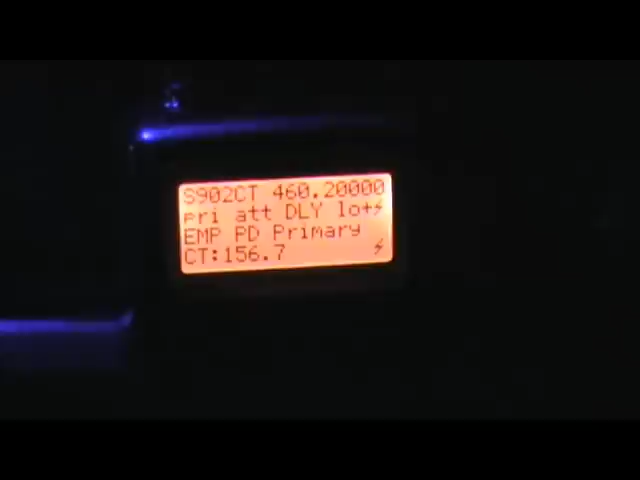 S902CT 460.20000
pri att DLY lo+⚡
EMP PD Primary
CT:156.7 ⚡